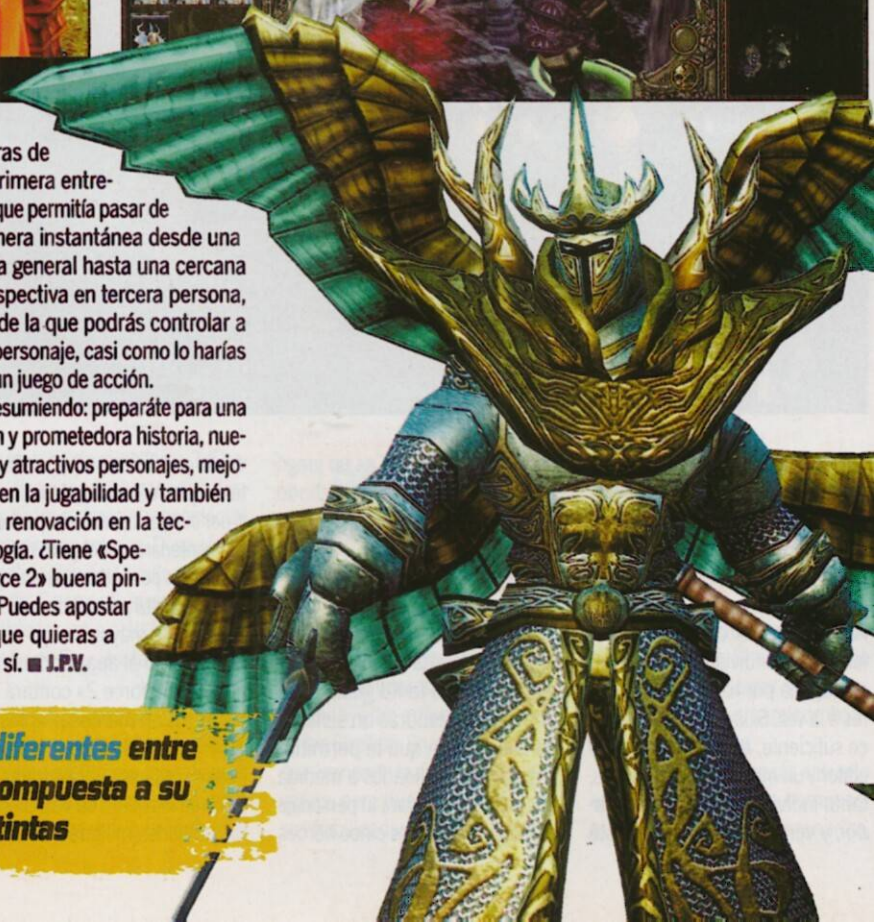 ras de
rimera entre-
que permitía pasar de
nera instantánea desde una
a general hasta una cercana
spectiva en tercera persona,
de la que podrás controlar a
personaje, casi como lo harías
un juego de acción.
esumiendo: prepárate para una
n y prometedora historia, nue-
y atractivos personajes, mejo-
en la jugabilidad y también
renovación en la tec-
ogía. ¿Tiene «Spe-
rce 2» buena pin-
Puedes apostar
que quieras a
sí. ■ J.P.V.
diferentes entre
ompuesta a su
tintas